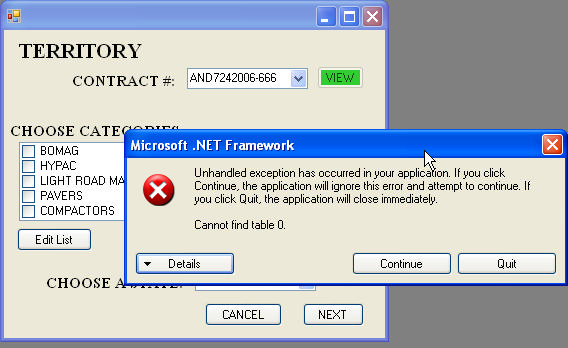 TERRITORY
CONTRACT #: AND7242006-666 VIEW
CHOOSE CATEGORIES
BOMAG
HYPAC
LIGHT ROAD MA
PAVERS
COMPACTORS
Edit List
Microsoft .NET Framework
Unhandled exception has occurred in your application. If you click
Continue, the application will ignore this error and attempt to continue. If
you click Quit, the application will close immediately.
Cannot find table 0.
Details Continue Quit
CHOOSE A STATE:
CANCEL NEXT